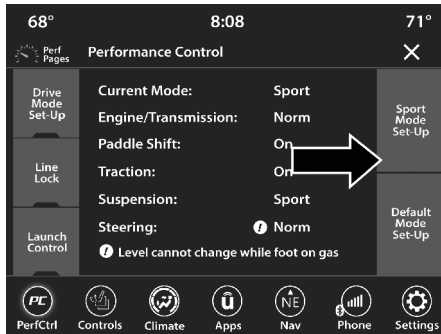 68° 8:08 71°
Perf
Pages
Performance Control
Drive
Mode
Set-Up
Line
Lock
Launch
Control
Current Mode: Sport
Engine/Transmission: Norm
Paddle Shift: On
Traction: On
Suspension: Sport
Steering: ! Norm
! Level cannot change while foot on gas
Sport
Mode
Set-Up
Default
Mode
Set-Up
PC
PerfCtrl
Controls
Climate
û
Apps
NE
Nav
Phone
Settings